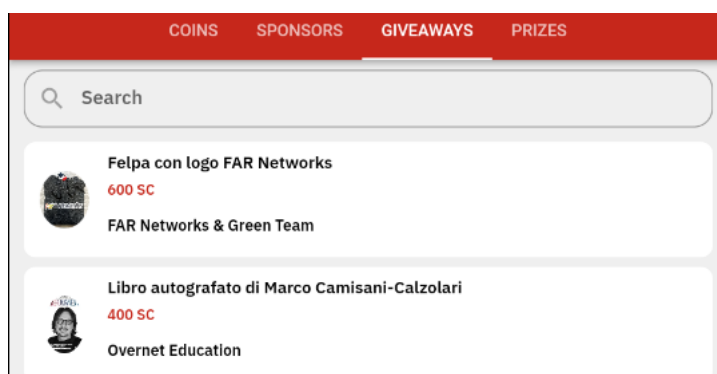 COINS SPONSORS GIVEAWAYS PRIZES
Search
Felpa con logo FAR Networks
600 SC
FAR Networks & Green Team
Libro autografato di Marco Camisani-Calzolari
400 SC
Overnet Education